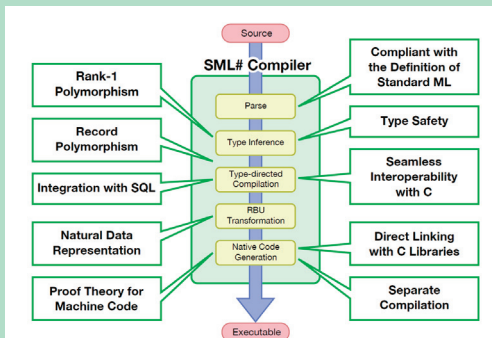 Source
SML# Compiler
Rank-1
Polymorphism
Record
Polymorphism
Integration with SQL
Natural Data
Representation
Proof Theory for
Machine Code
Parse
Type Inference
Type-directed
Compilation
RBU
Transformation
Native Code
Generation
Compliant with
the Definition of
Standard ML
Type Safety
Seamless
Interoperability
with C
Direct Linking
with C Libraries
Separate
Compilation
Executable